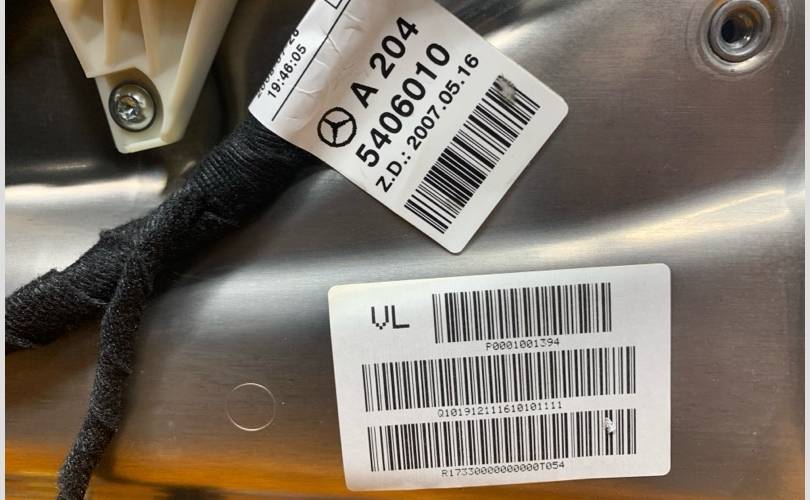 19:46:05
A 204
5406010
Z.D.: 2007.05.16
VL
P0001001394
Q101912111610101111
R17330000000000T054